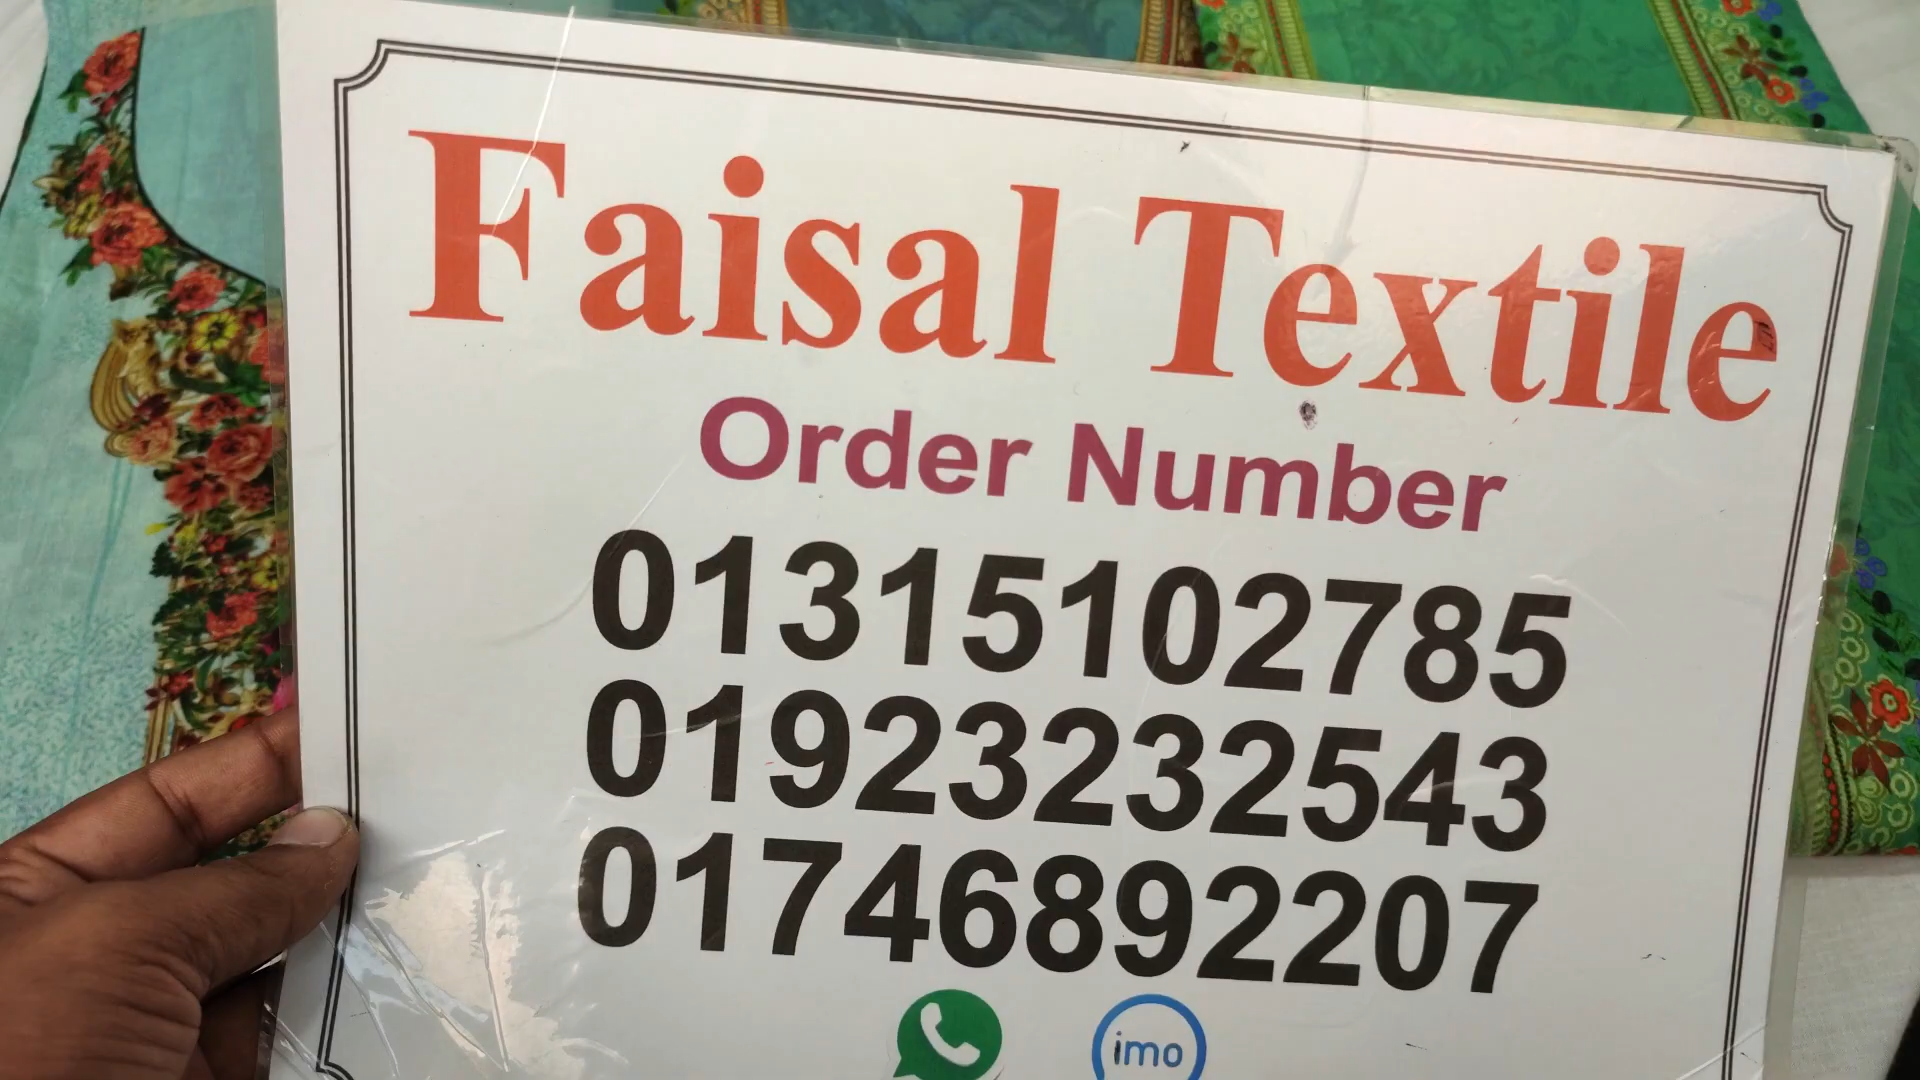 Faisal Textile
Order Number
01315102785
01923232543
01746892207
imo